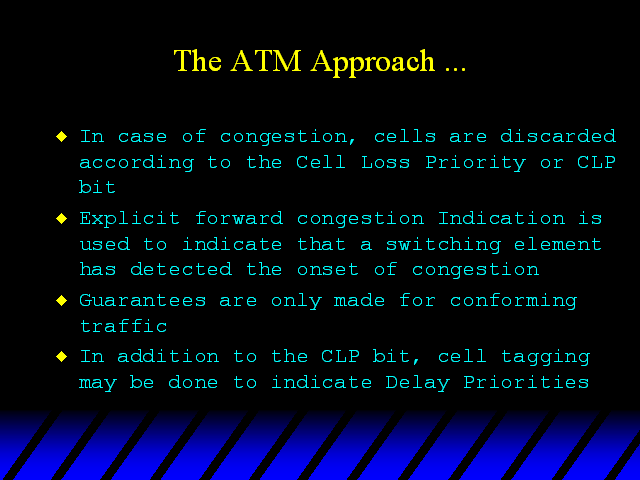 The ATM Approach ...
In case of congestion, cells are discarded
according to the Cell Loss Priority or CLP
bit
Explicit forward congestion Indication is
used to indicate that a switching element
has detected the onset of congestion
Guarantees are only made for conforming
traffic
In addition to the CLP bit, cell tagging
may be done to indicate Delay Priorities